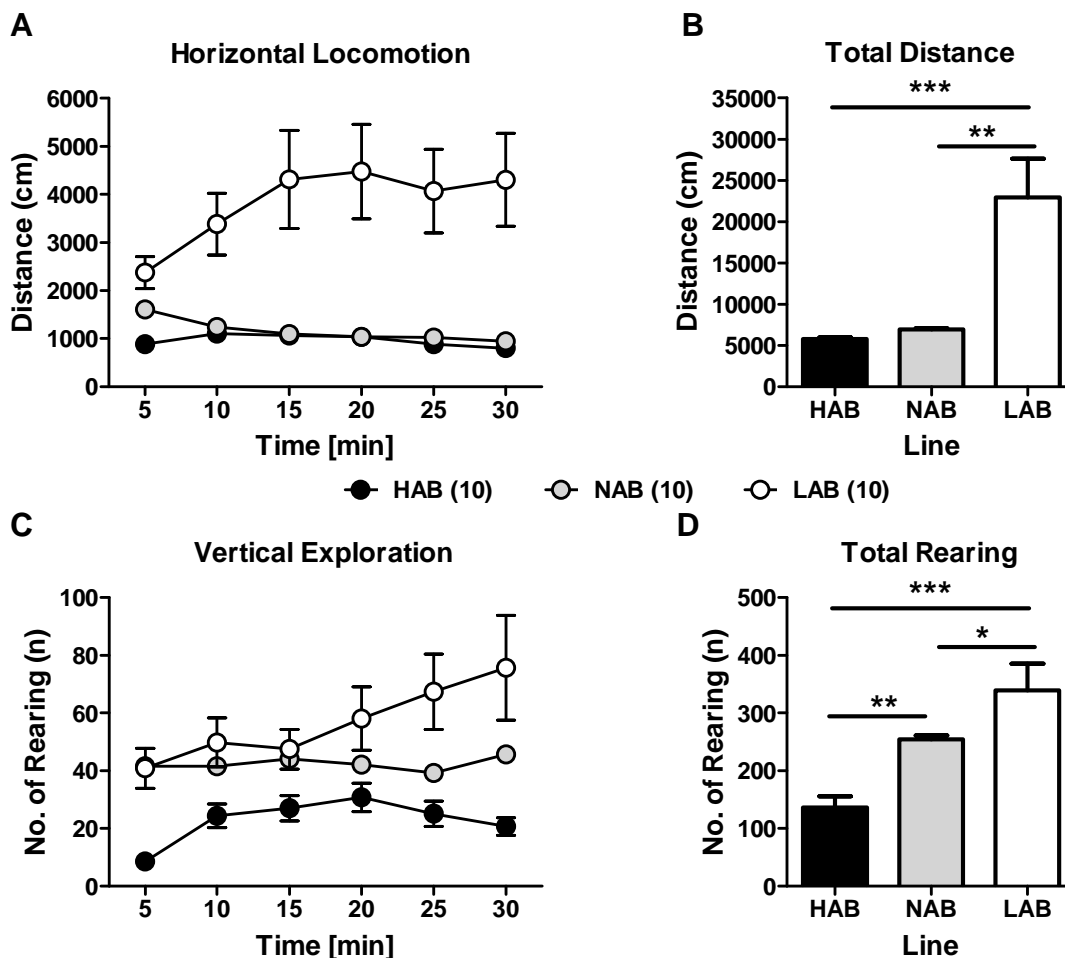 A
Horizontal Locomotion
Distance (cm)
6000
5000
4000
3000
2000
1000
0
5 10 15 20 25 30
Time [min]
B
Total Distance
Distance (cm)
35000
30000
25000
20000
15000
10000
5000
0
***
**
HAB NAB LAB
Line
HAB (10) NAB (10) LAB (10)
C
Vertical Exploration
No. of Rearing (n)
100
80
60
40
20
0
5 10 15 20 25 30
Time [min]
D
Total Rearing
No. of Rearing (n)
500
400
300
200
100
0
***
*
**
HAB NAB LAB
Line